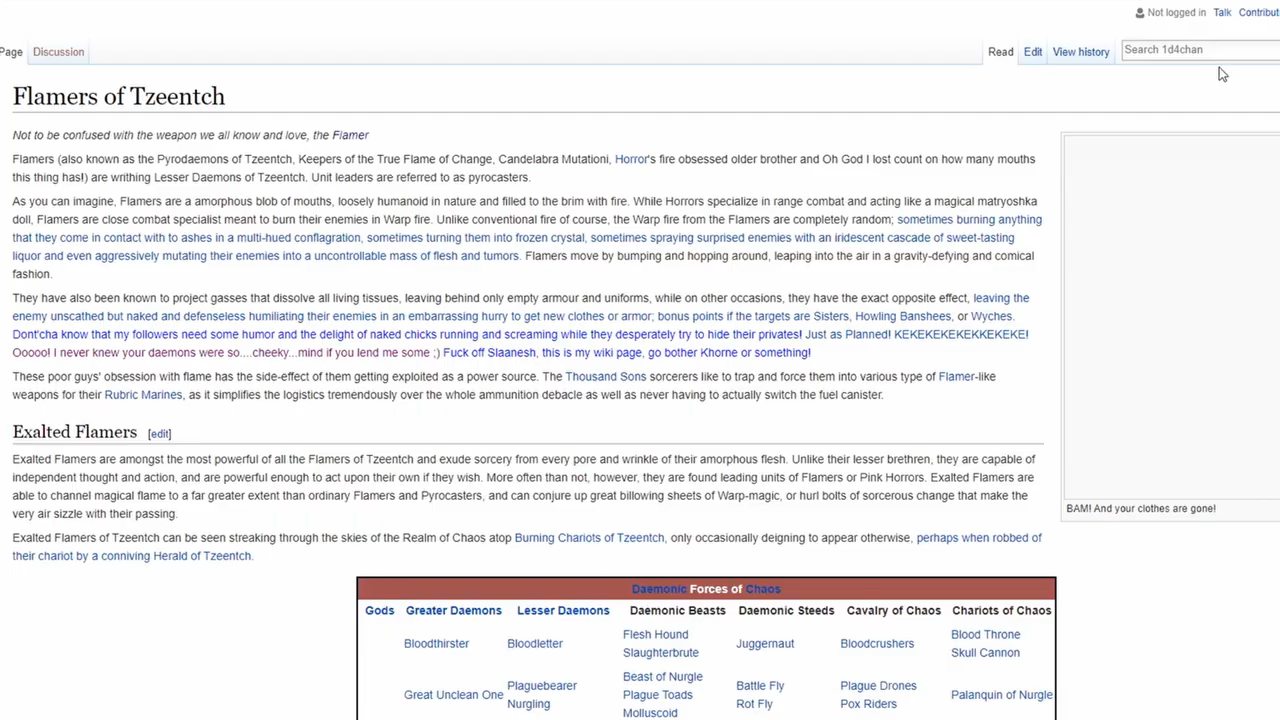 Not logged in Talk Contribut
Page Discussion Read Edit View history Search 1d4chan
Flamers of Tzeentch
Not to be confused with the weapon we all know and love, the Flamer
Flamers (also known as the Pyrodaemons of Tzeentch, Keepers of the True Flame of Change, Candelabra Mutationi, Horror's fire obsessed older brother and Oh God I lost count on how many mouths
this thing has!) are writhing Lesser Daemons of Tzeentch. Unit leaders are referred to as pyrocasters.
As you can imagine, Flamers are a amorphous blob of mouths, loosely humanoid in nature and filled to the brim with fire. While Horrors specialize in range combat and acting like a magical matryoshka
doll, Flamers are close combat specialist meant to burn their enemies in Warp fire. Unlike conventional fire of course, the Warp fire from the Flamers are completely random; sometimes burning anything
that they come in contact with to ashes in a multi-hued conflagration, sometimes turning them into frozen crystal, sometimes spraying surprised enemies with an iridescent cascade of sweet-tasting
liquor and even aggressively mutating their enemies into a uncontrollable mass of flesh and tumors. Flamers move by bumping and hopping around, leaping into the air in a gravity-defying and comical
fashion.
They have also been known to project gasses that dissolve all living tissues, leaving behind only empty armour and uniforms, while on other occasions, they have the exact opposite effect, leaving the
enemy unscathed but naked and defenseless humiliating their enemies in an embarrassing hurry to get new clothes or armor; bonus points if the targets are Sisters, Howling Banshees, or Wyches.
Dont'cha know that my followers need some humor and the delight of naked chicks running and screaming while they desperately try to hide their privates! Just as Planned! KEKEKEKEKEKKEKEKE!
Ooooo! I never knew your daemons were so....cheeky...mind if you lend me some ;) Fuck off Slaanesh, this is my wiki page, go bother Khorne or something!
These poor guys' obsession with flame has the side-effect of them getting exploited as a power source. The Thousand Sons sorcerers like to trap and force them into various type of Flamer-like
weapons for their Rubric Marines, as it simplifies the logistics tremendously over the whole ammunition debacle as well as never having to actually switch the fuel canister.
Exalted Flamers [edit]
Exalted Flamers are amongst the most powerful of all the Flamers of Tzeentch and exude sorcery from every pore and wrinkle of their amorphous flesh. Unlike their lesser brethren, they are capable of
independent thought and action, and are powerful enough to act upon their own if they wish. More often than not, however, they are found leading units of Flamers or Pink Horrors. Exalted Flamers are
able to channel magical flame to a far greater extent than ordinary Flamers and Pyrocasters, and can conjure up great billowing sheets of Warp-magic, or hurl bolts of sorcerous change that make the
very air sizzle with their passing.
BAM! And your clothes are gone!
Exalted Flamers of Tzeentch can be seen streaking through the skies of the Realm of Chaos atop Burning Chariots of Tzeentch, only occasionally deigning to appear otherwise, perhaps when robbed of
their chariot by a conniving Herald of Tzeentch.
Daemonic Forces of Chaos
Gods Greater Daemons Lesser Daemons Daemonic Beasts Daemonic Steeds Cavalry of Chaos Chariots of Chaos
Bloodthirster Bloodletter Flesh Hound Juggernaut Bloodcrushers Blood Throne
Slaughterbrute Skull Cannon
Great Unclean One Plaguebearer Beast of Nurgle Battle Fly Plague Drones Palanquin of Nurgle
Nurgling Plague Toads Rot Fly Pox Riders
Molluscoid